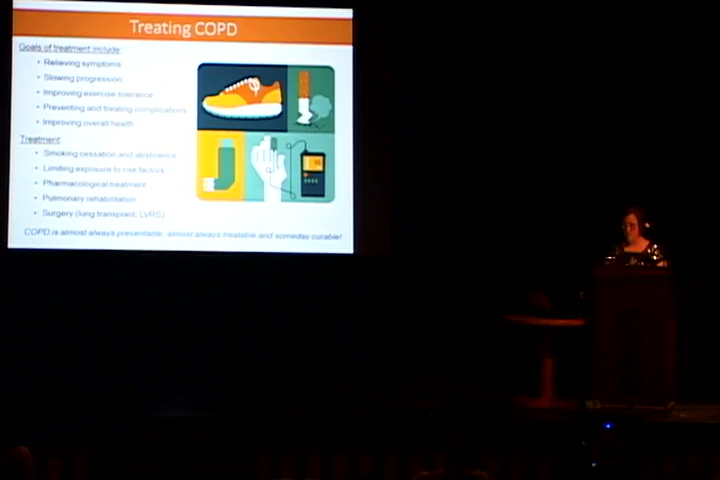 Treating COPD
Goals of treatment include:
• Relieving symptoms
• Slowing progression
• Improving exercise tolerance
• Preventing and treating complications
• Improving overall health
Treatment:
• Smoking cessation and abstinence
• Limiting exposure to risk factors
• Pharmacological treatment
• Pulmonary rehabilitation
• Surgery (lung transplant, LVRS)
COPD is almost always preventable, almost always treatable and someday curable!